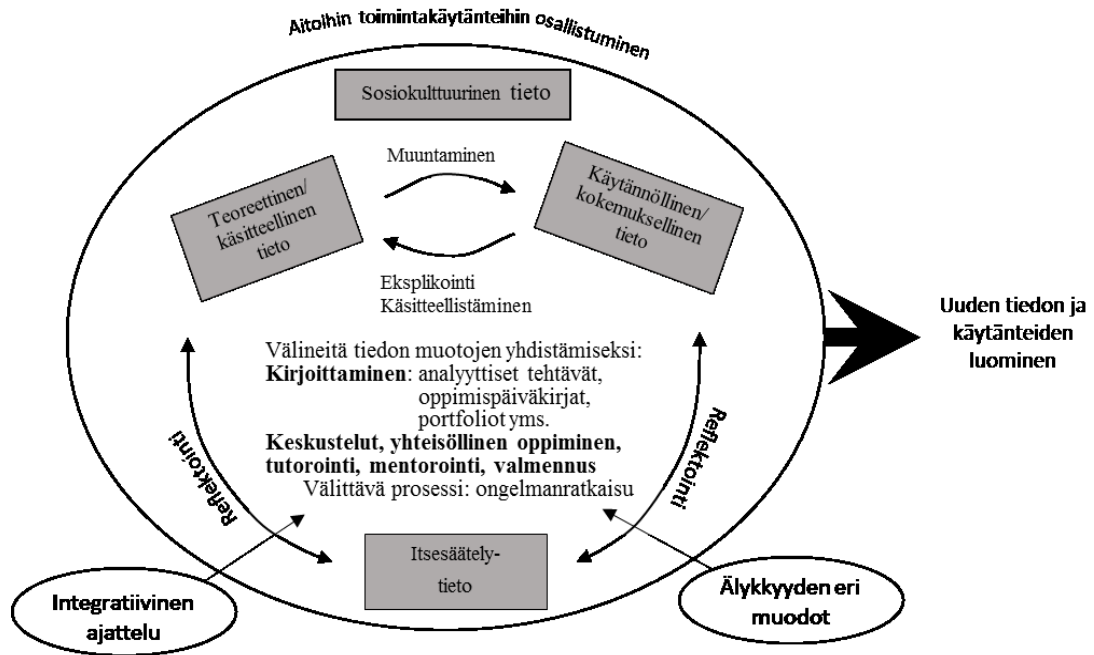 Aitoihin toimintakäytänteihin osallistuminen
Sosiokulttuurinen tieto
Muuntaminen
Teoreettinen/
käsitteellinen
tieto
Käytännöllinen/
kokemuksellinen
tieto
Eksplikointi
Käsitteellistäminen
Uuden tiedon ja
käytänteiden
luominen
Välineitä tiedon muotojen yhdistämiseksi:
Kirjoittaminen: analyyttiset tehtävät,
oppimispäiväkirjat,
portfoliot yms.
Keskustelut, yhteisöllinen oppiminen,
tutorointi, mentorointi, valmennus
Välittävä prosessi: ongelmanratkaisu
Reflektointi
Reflektointi
Itsesäätely-
tieto
Integratiivinen
ajattelu
Älykkyyden eri
muodot